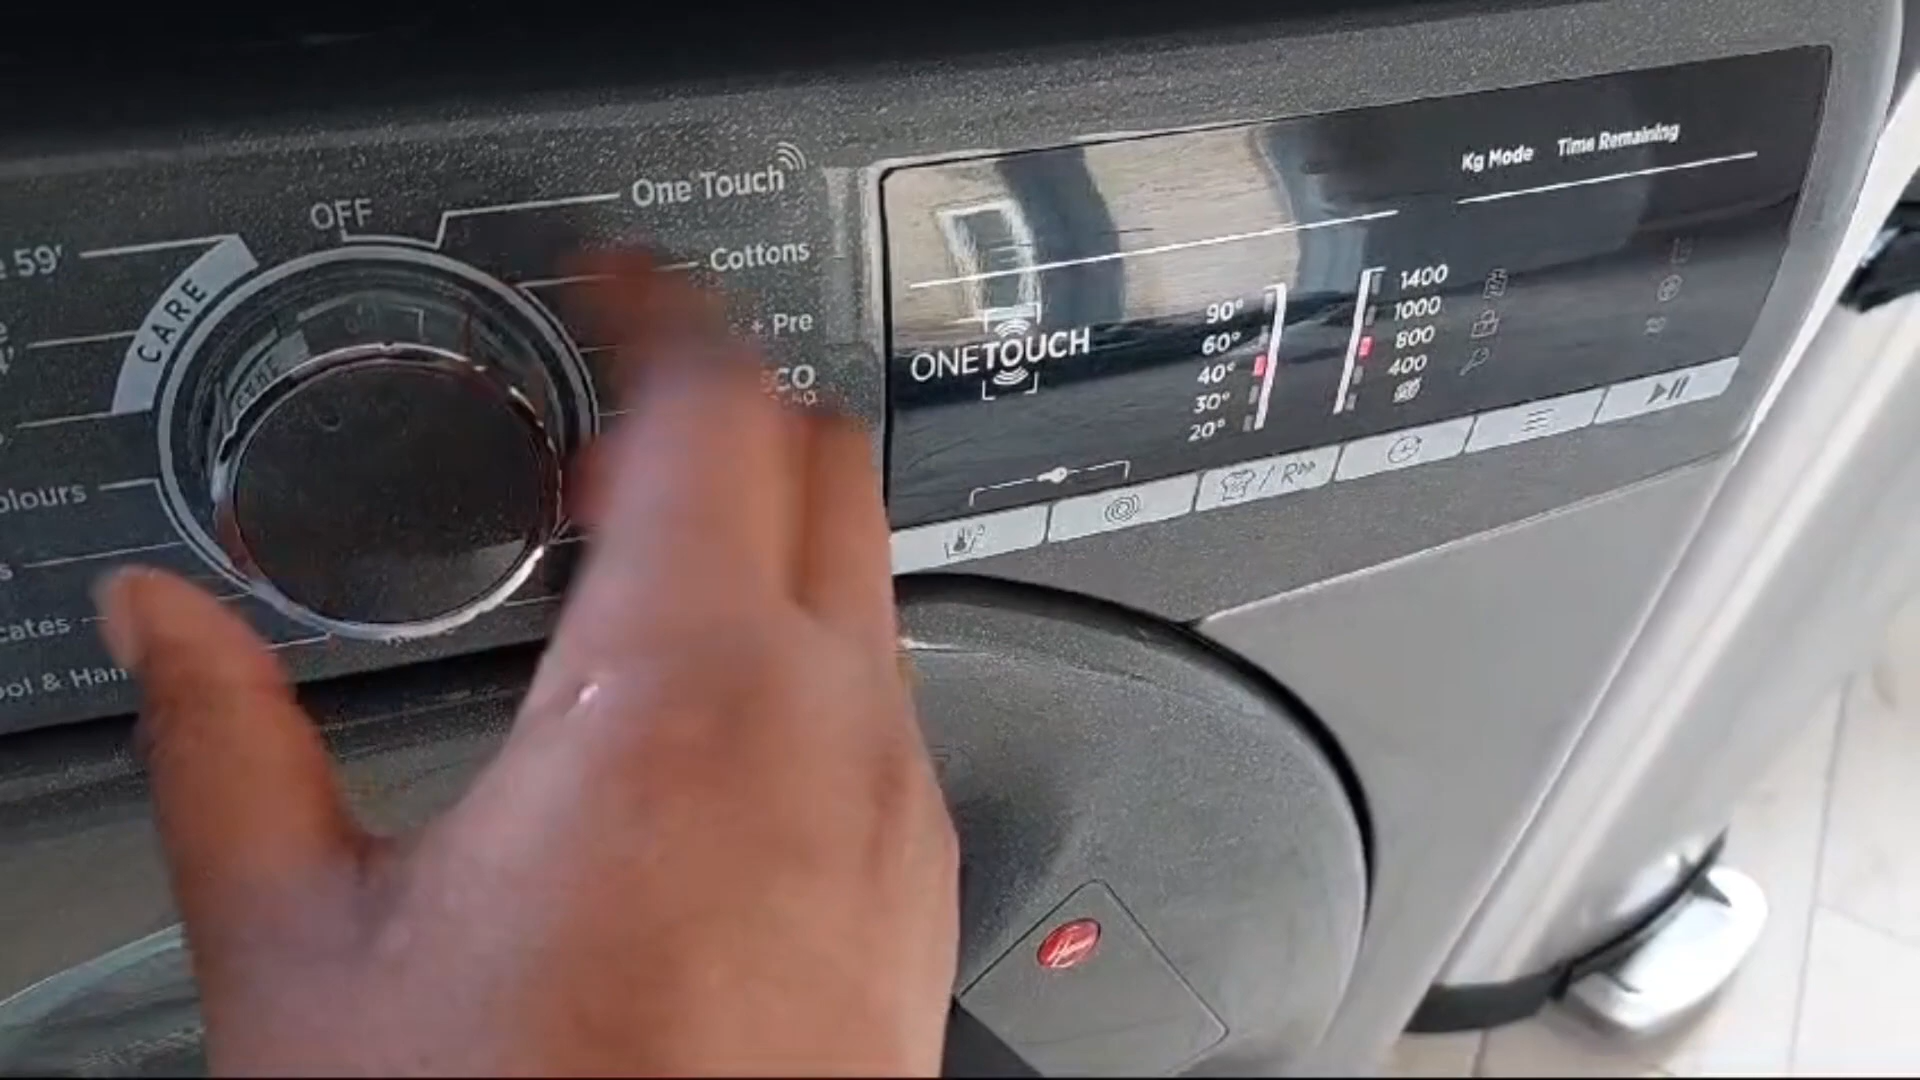 OFF
One Touch
59'
CARE
Cottons
+ Pre
olours
cates
ool & Han
Kg Mode
Time Remaining
ONETOUCH
90°
60°
40°
30°
20°
1400
1000
800
400
/ R
Hoover